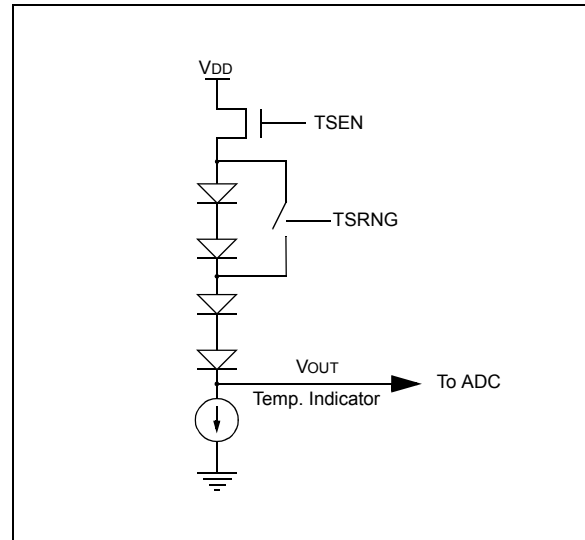 VDD
TSEN
TSRNG
VOUT
To ADC
Temp. Indicator